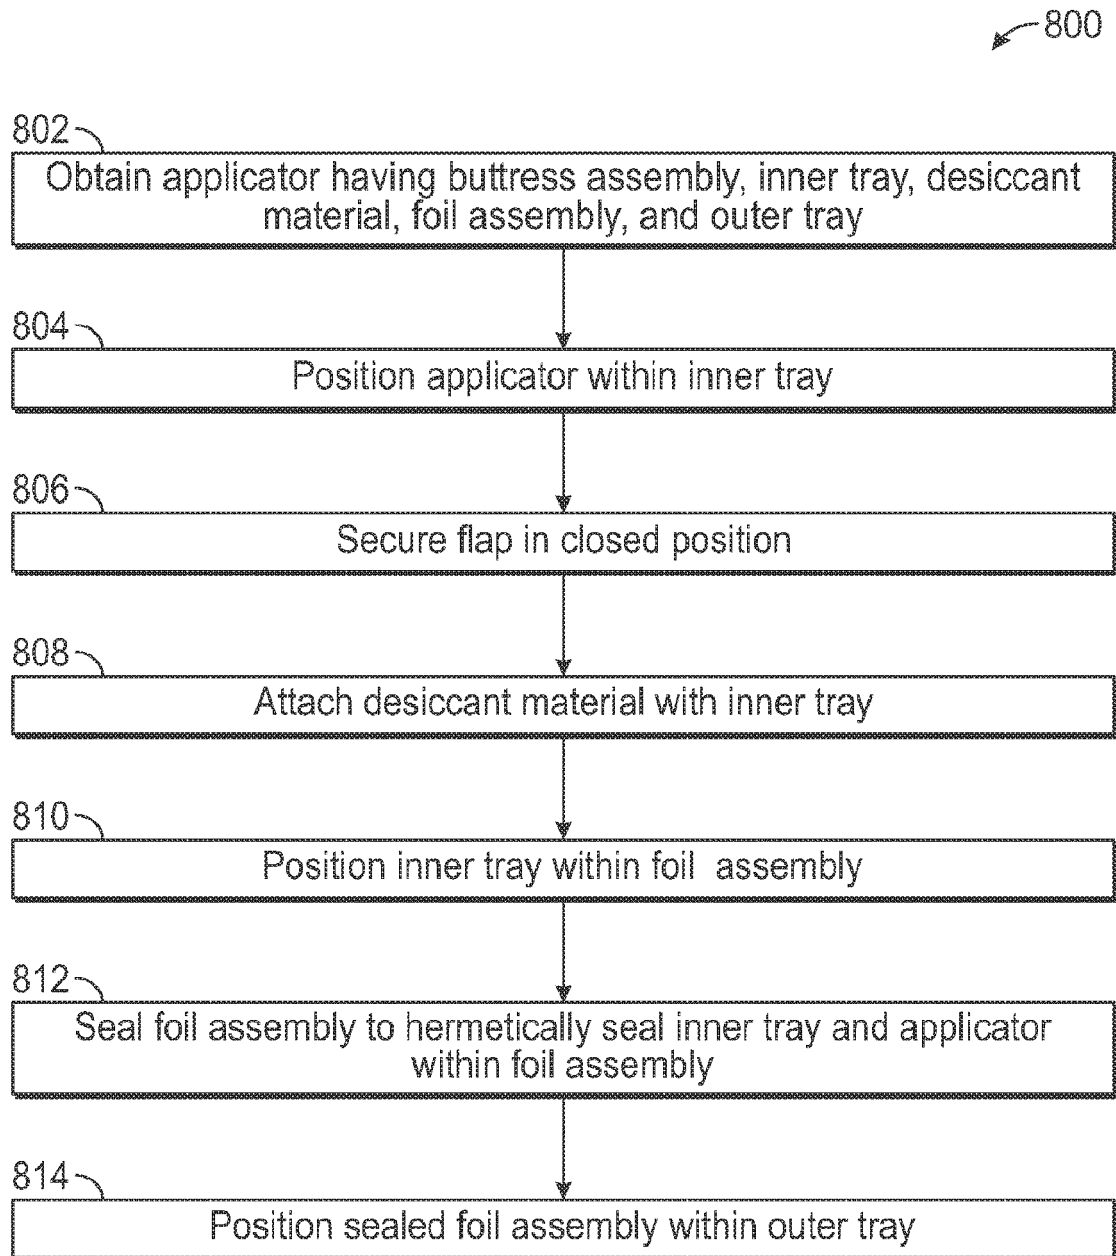 800
802
Obtain applicator having buttress assembly, inner tray, desiccant
material, foil assembly, and outer tray
804
Position applicator within inner tray
806
Secure flap in closed position
808
Attach desiccant material with inner tray
810
Position inner tray within foil assembly
812
Seal foil assembly to hermetically seal inner tray and applicator
within foil assembly
814
Position sealed foil assembly within outer tray